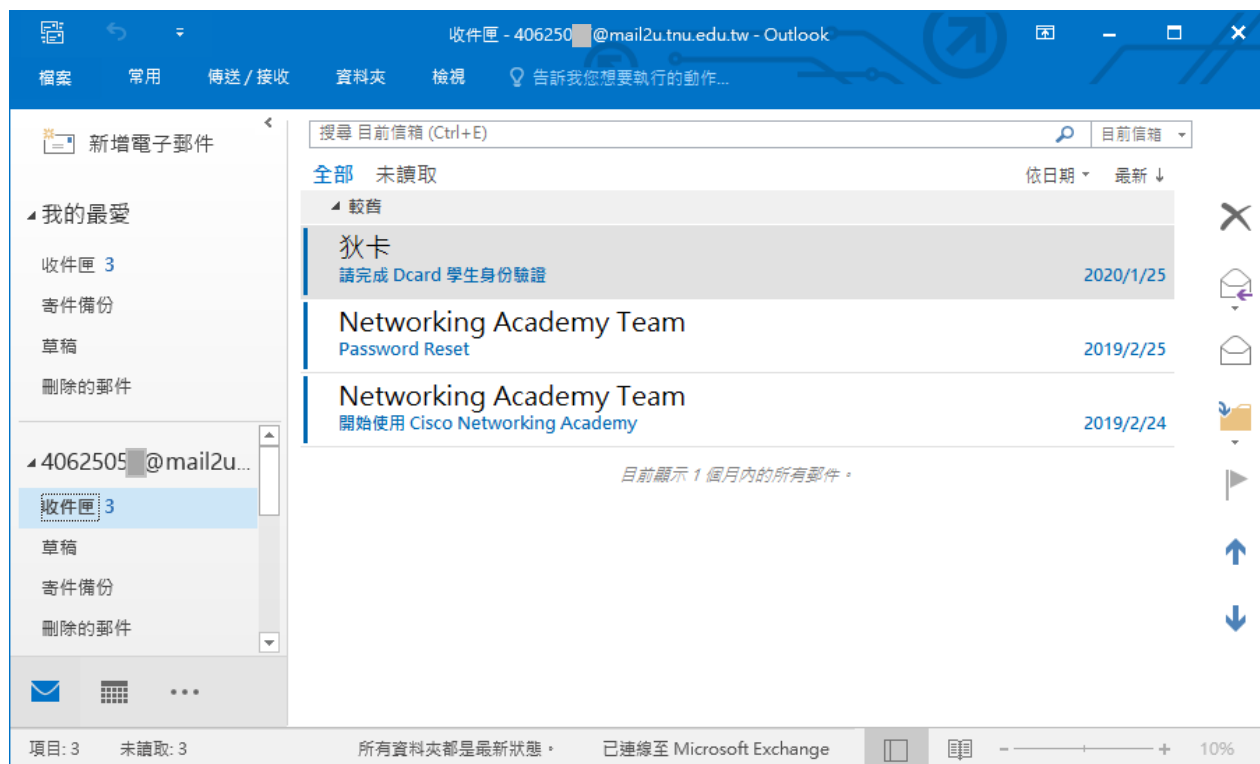 收件匣 - 406250 @mail2u.tnu.edu.tw - Outlook
檔案 常用 傳送 / 接收 資料夾 檢視 告訴我您想要執行的動作...
新增電子郵件
搜尋 目前信箱 (Ctrl+E) 目前信箱
全部 未讀取 依日期 最新 ↓
我的最愛
收件匣 3
寄件備份
草稿
刪除的郵件
4062505 @mail2u...
收件匣 3
草稿
寄件備份
刪除的郵件
較舊
狄卡
請完成 Dcard 學生身份驗證 2020/1/25
Networking Academy Team
Password Reset 2019/2/25
Networking Academy Team
開始使用 Cisco Networking Academy 2019/2/24
目前顯示 1 個月內的所有郵件。
項目: 3 未讀取: 3 所有資料夾都是最新狀態。 已連線至 Microsoft Exchange 10%